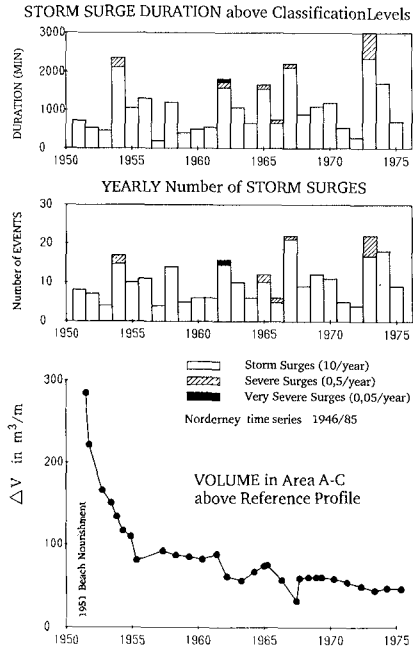 STORM SURGE DURATION above Classification Levels
DURATION (MIN)
3000
2000
1000
0
1950 1955 1960 1965 1970 1975
YEARLY Number of STORM SURGES
Number of EVENTS
30
20
10
0
1950 1955 1960 1965 1970 1975
Storm Surges (10/year)
Severe Surges (0,5/year)
Very Severe Surges (0,05/year)
Norderney time series 1946/85
△V in m³/m
300
200
100
0
VOLUME in Area A-C
above Reference Profile
1951 Beach Nourishment
1950 1955 1960 1965 1970 1975